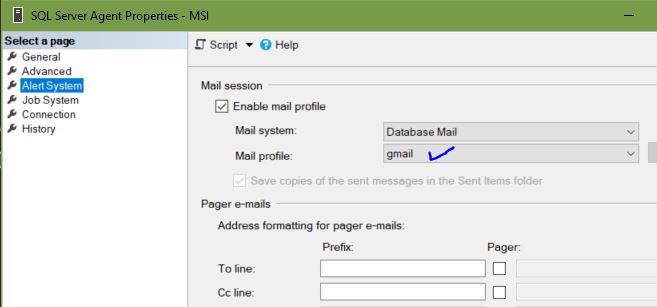 SQL Server Agent Properties - MSI
Select a page
General
Advanced
Alert System
Job System
Connection
History
Script
Help
Mail session
Enable mail profile
Mail system:
Database Mail
Mail profile:
gmail
Save copies of the sent messages in the Sent Items folder
Pager e-mails
Address formatting for pager e-mails:
Prefix:
Pager:
To line:
Cc line: